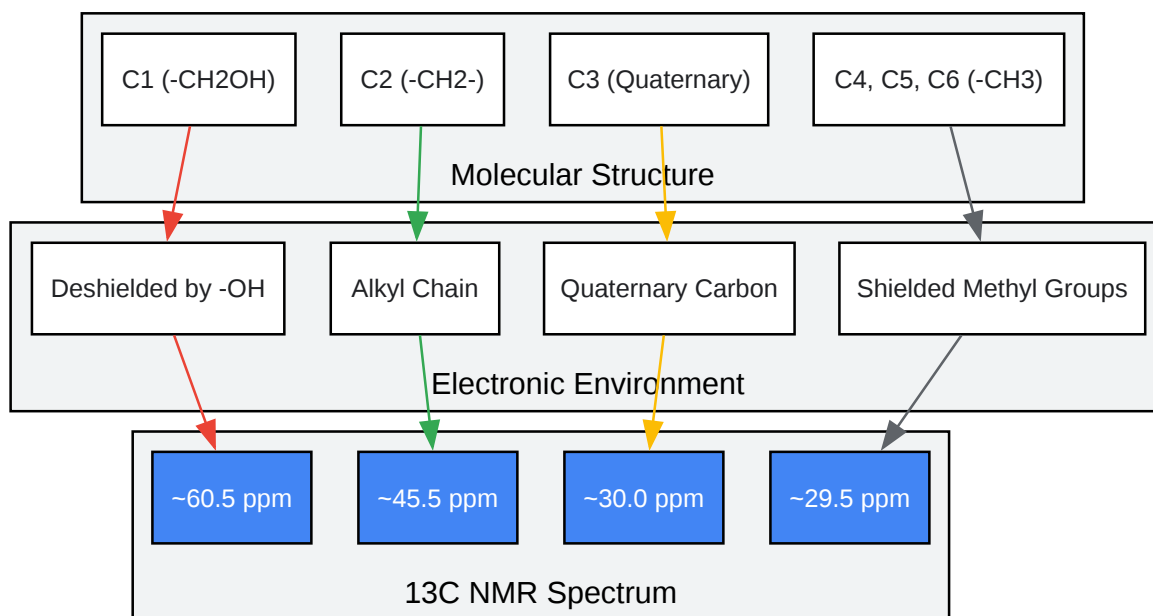 C1 (-CH2OH)
C2 (-CH2-)
C3 (Quaternary)
C4, C5, C6 (-CH3)
Molecular Structure
Deshielded by -OH
Alkyl Chain
Quaternary Carbon
Shielded Methyl Groups
Electronic Environment
~60.5 ppm
~45.5 ppm
~30.0 ppm
~29.5 ppm
13C NMR Spectrum